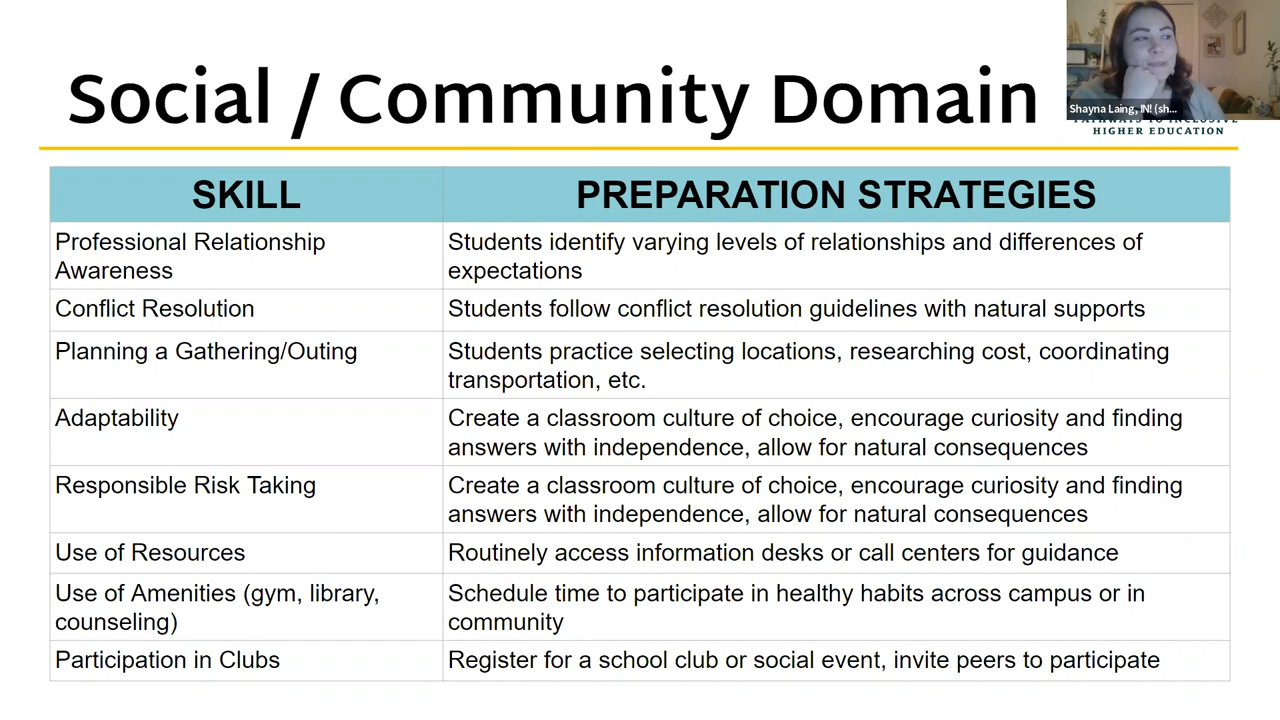 Social / Community Domain
Shayna Laing, IN! (sh...
PATHWAYS TO INCLUSIVE
HIGHER EDUCATION
SKILL
PREPARATION STRATEGIES
Professional Relationship
Awareness
Students identify varying levels of relationships and differences of
expectations
Conflict Resolution
Students follow conflict resolution guidelines with natural supports
Planning a Gathering/Outing
Students practice selecting locations, researching cost, coordinating
transportation, etc.
Adaptability
Create a classroom culture of choice, encourage curiosity and finding
answers with independence, allow for natural consequences
Responsible Risk Taking
Create a classroom culture of choice, encourage curiosity and finding
answers with independence, allow for natural consequences
Use of Resources
Routinely access information desks or call centers for guidance
Use of Amenities (gym, library,
counseling)
Schedule time to participate in healthy habits across campus or in
community
Participation in Clubs
Register for a school club or social event, invite peers to participate